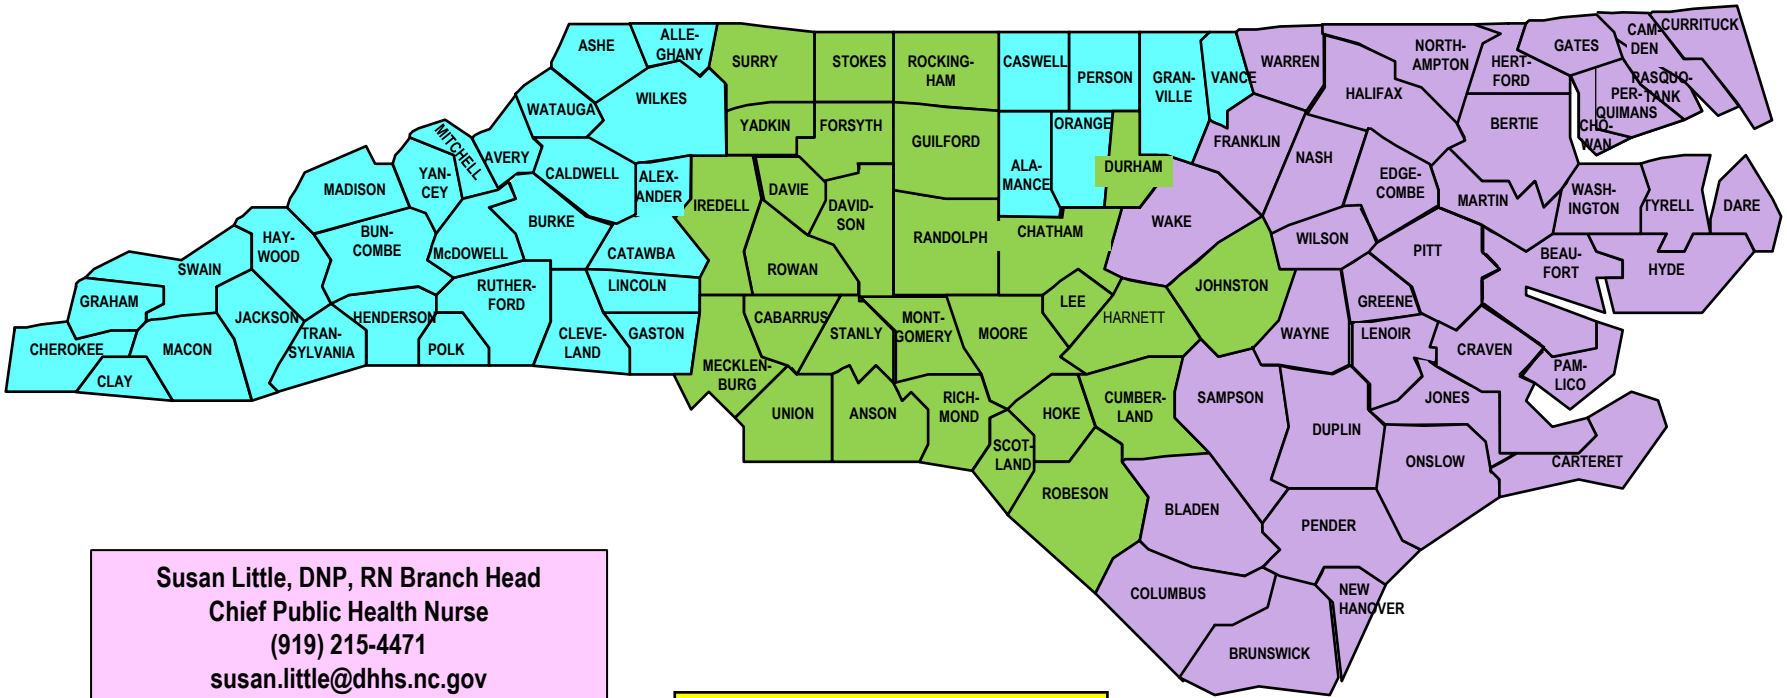 ASHE
ALLE-
GHANY
SURRY
STOKES
ROCKING-
HAM
CASWELL
PERSON
GRAN-
VILLE
VANCE
WARREN
NORTH-
AMPTON
HERT-
FORD
GATES
CAM-
DEN
CURRITUCK
WATAUGA
WILKES
YADKIN
FORSYTH
GUILFORD
ALA-
MANCE
ORANGE
DURHAM
FRANKLIN
NASH
HALIFAX
EDGE-
COMBE
BERTIE
CHO-
WAN
PER-
QUIMANS
PASQUO-
TANK
MITCHELL
AVERY
CALDWELL
ALEX-
ANDER
IREDELL
DAVIE
DAVID-
SON
RANDOLPH
CHATHAM
WAKE
WILSON
MARTIN
WASH-
INGTON
TYRELL
DARE
MADISON
YAN-
CEY
BURKE
CATAWBA
ROWAN
JOHNSTON
PITT
BEAU-
FORT
HYDE
HAY-
WOOD
BUN-
COMBE
McDOWELL
SWAIN
RUTHER-
FORD
LINCOLN
CABARRUS
STANLY
MONT-
GOMERY
MOORE
LEE
HARNETT
WAYNE
GREENE
LENOIR
CRAVEN
PAM-
LICO
GRAHAM
JACKSON
TRAN-
SYLVANIA
HENDERSON
POLK
CLEVE-
LAND
GASTON
MECKLEN-
BURG
CHEROKEE
CLAY
MACON
UNION
ANSON
RICH-
MOND
SCOT-
LAND
HOKE
CUMBER-
LAND
SAMPSON
DUPLIN
JONES
ONSLOW
CARTERET
ROBESON
BLADEN
PENDER
COLUMBUS
BRUNSWICK
NEW
HANOVER
Susan Little, DNP, RN Branch Head
Chief Public Health Nurse
(919) 215-4471
susan.little@dhhs.nc.gov